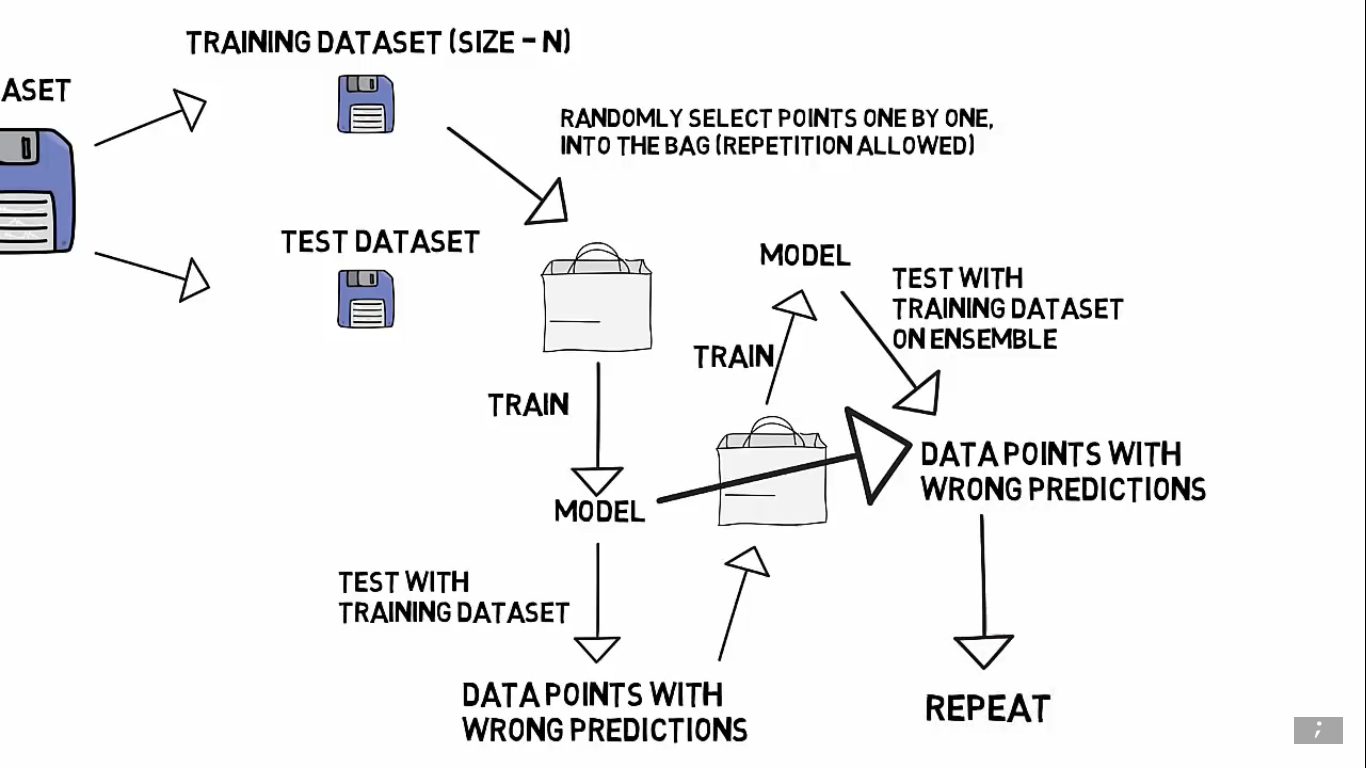 TRAINING DATASET (SIZE - N)
ASET
RANDOMLY SELECT POINTS ONE BY ONE,
INTO THE BAG (REPETITION ALLOWED)
TEST DATASET
MODEL
TEST WITH
TRAINING DATASET
ON ENSEMBLE
TRAIN
TRAIN
DATA POINTS WITH
WRONG PREDICTIONS
MODEL
TEST WITH
TRAINING DATASET
DATA POINTS WITH
WRONG PREDICTIONS
REPEAT
;